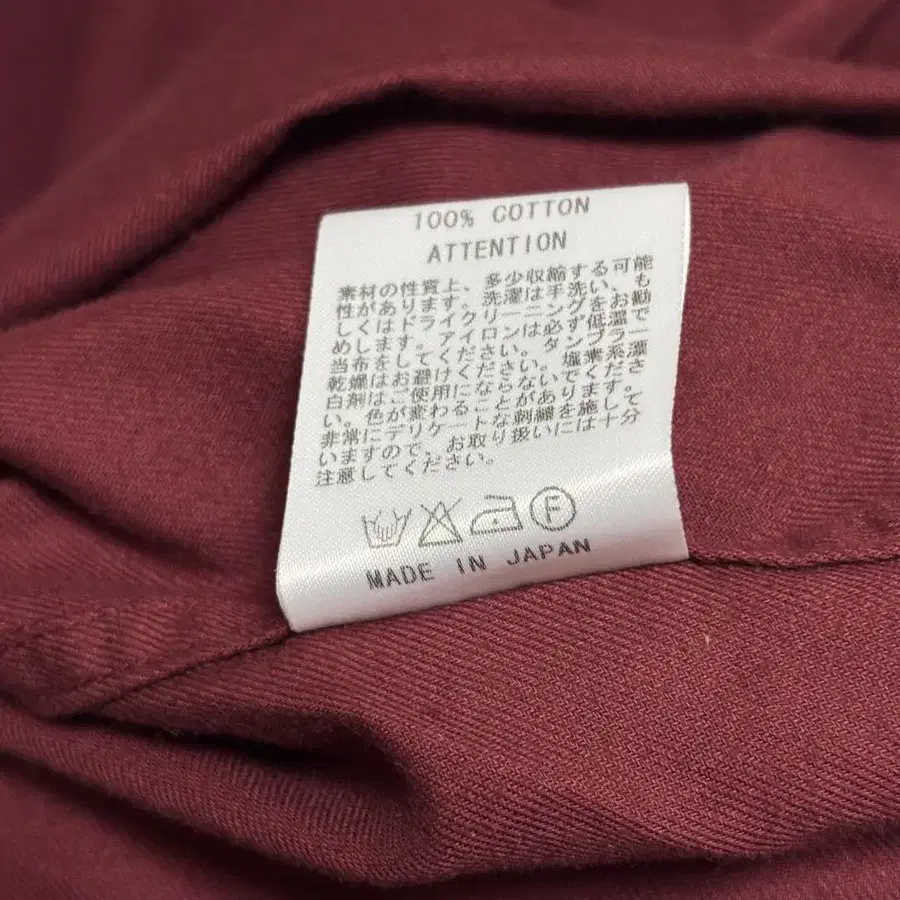 100% COTTON
ATTENTION
素材の性質上、多少収縮する可能
性があります。洗濯は手洗い、も
しくはドライクリーニングをお勧
めします。アイロンは必ず低温で
当布をしてください。タンブラー
乾燥はお避けください。塩素系漂
白剤はご使用にならないでくださ
い。色が変わることがあります。
非常にデリケートな刺繍を施して
いますので、お取り扱いには十分
注意してください。
F
MADE IN JAPAN